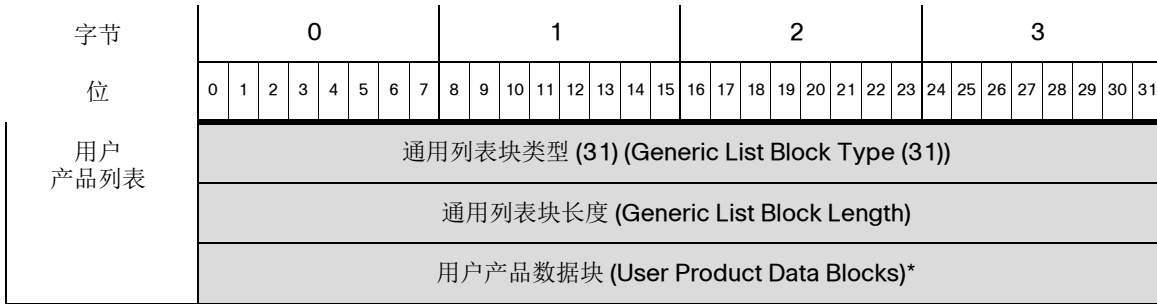 字节 0 1 2 3
位 0 1 2 3 4 5 6 7 8 9 10 11 12 13 14 15 16 17 18 19 20 21 22 23 24 25 26 27 28 29 30 31
用户
产品列表
通用列表块类型 (31) (Generic List Block Type (31))
通用列表块长度 (Generic List Block Length)
用户产品数据块 (User Product Data Blocks)*